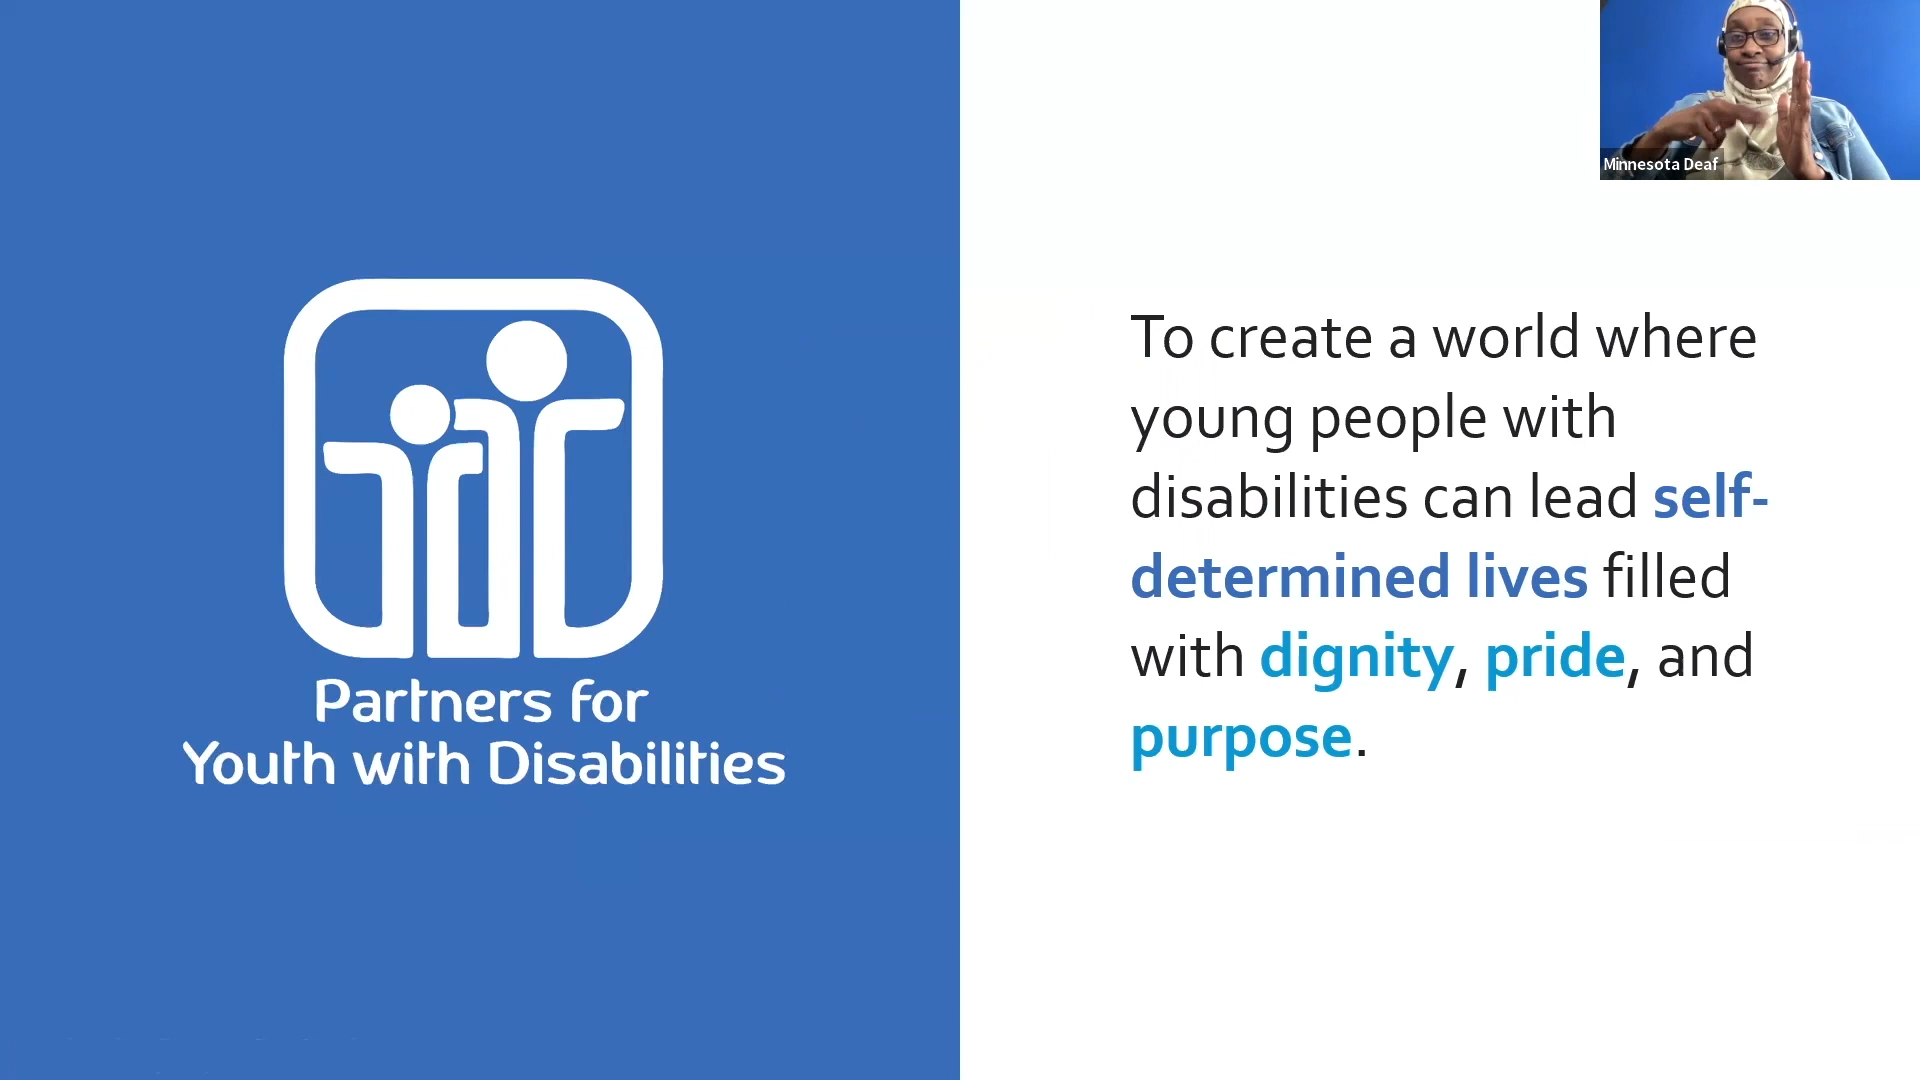 Minnesota Deaf
Partners for
Youth with Disabilities
To create a world where
young people with
disabilities can lead self-
determined lives filled
with dignity, pride, and
purpose.